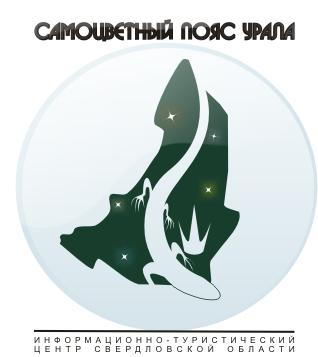 САМОЦВЕТНЫЙ ПОЯС УРАЛА
ИНФОРМАЦИОННО-ТУРИСТИЧЕСКИЙ
ЦЕНТР СВЕРДЛОВСКОЙ ОБЛАСТИ